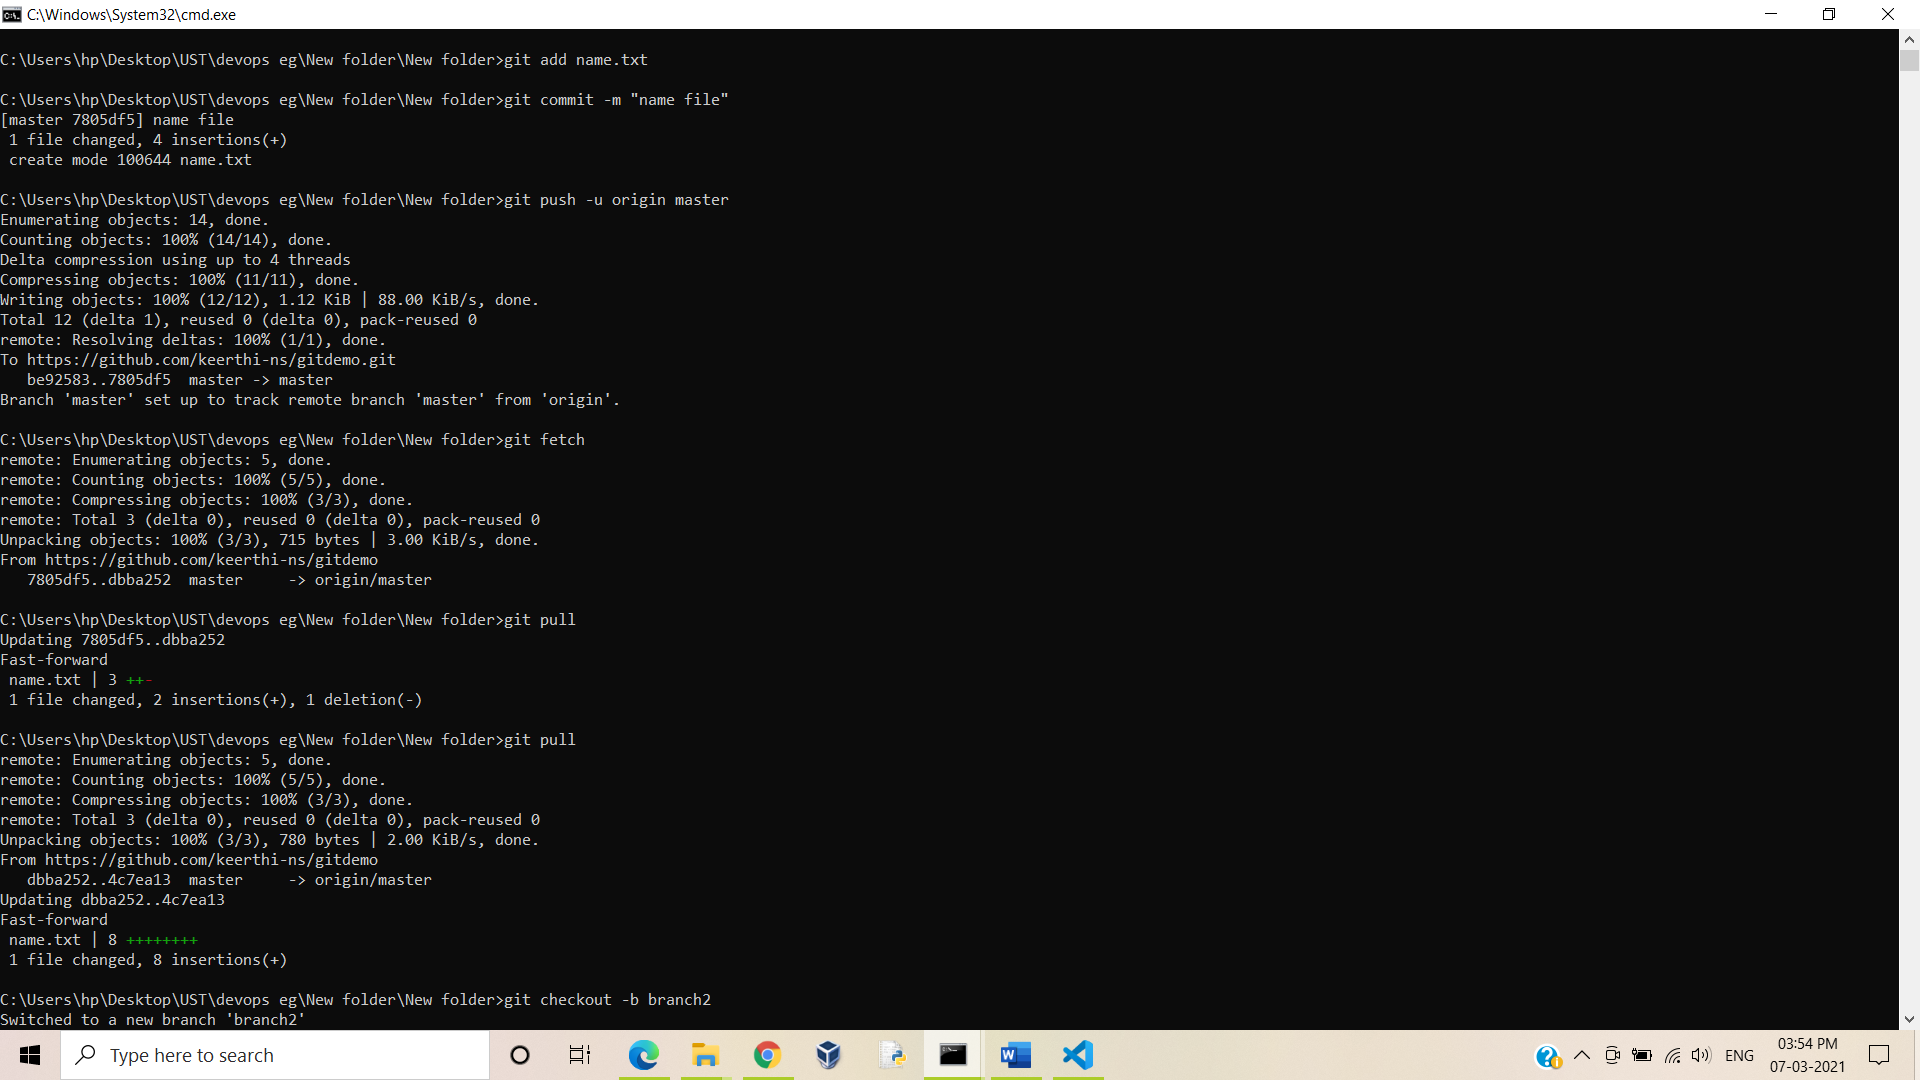 C:\Windows\System32\cmd.exe
C:\Users\hp\Desktop\UST\devops eg\New folder\New folder>git add name.txt
C:\Users\hp\Desktop\UST\devops eg\New folder\New folder>git commit -m "name file"
[master 7805df5] name file
1 file changed, 4 insertions(+)
create mode 100644 name.txt
C:\Users\hp\Desktop\UST\devops eg\New folder\New folder>git push -u origin master
Enumerating objects: 14, done.
Counting objects: 100% (14/14), done.
Delta compression using up to 4 threads
Compressing objects: 100% (11/11), done.
Writing objects: 100% (12/12), 1.12 KiB | 88.00 KiB/s, done.
Total 12 (delta 1), reused 0 (delta 0), pack-reused 0
remote: Resolving deltas: 100% (1/1), done.
To https://github.com/keerthi-ns/gitdemo.git
be92583..7805df5  master -> master
Branch 'master' set up to track remote branch 'master' from 'origin'.
C:\Users\hp\Desktop\UST\devops eg\New folder\New folder>git fetch
remote: Enumerating objects: 5, done.
remote: Counting objects: 100% (5/5), done.
remote: Compressing objects: 100% (3/3), done.
remote: Total 3 (delta 0), reused 0 (delta 0), pack-reused 0
Unpacking objects: 100% (3/3), 715 bytes | 3.00 KiB/s, done.
From https://github.com/keerthi-ns/gitdemo
7805df5..dbba252  master     -> origin/master
C:\Users\hp\Desktop\UST\devops eg\New folder\New folder>git pull
Updating 7805df5..dbba252
Fast-forward
name.txt | 3 ++-
1 file changed, 2 insertions(+), 1 deletion(-)
C:\Users\hp\Desktop\UST\devops eg\New folder\New folder>git pull
remote: Enumerating objects: 5, done.
remote: Counting objects: 100% (5/5), done.
remote: Compressing objects: 100% (3/3), done.
remote: Total 3 (delta 0), reused 0 (delta 0), pack-reused 0
Unpacking objects: 100% (3/3), 780 bytes | 2.00 KiB/s, done.
From https://github.com/keerthi-ns/gitdemo
dbba252..4c7ea13  master     -> origin/master
Updating dbba252..4c7ea13
Fast-forward
name.txt | 8 ++++++++
1 file changed, 8 insertions(+)
C:\Users\hp\Desktop\UST\devops eg\New folder\New folder>git checkout -b branch2
Switched to a new branch 'branch2'
Type here to search
ENG
03:54 PM
07-03-2021